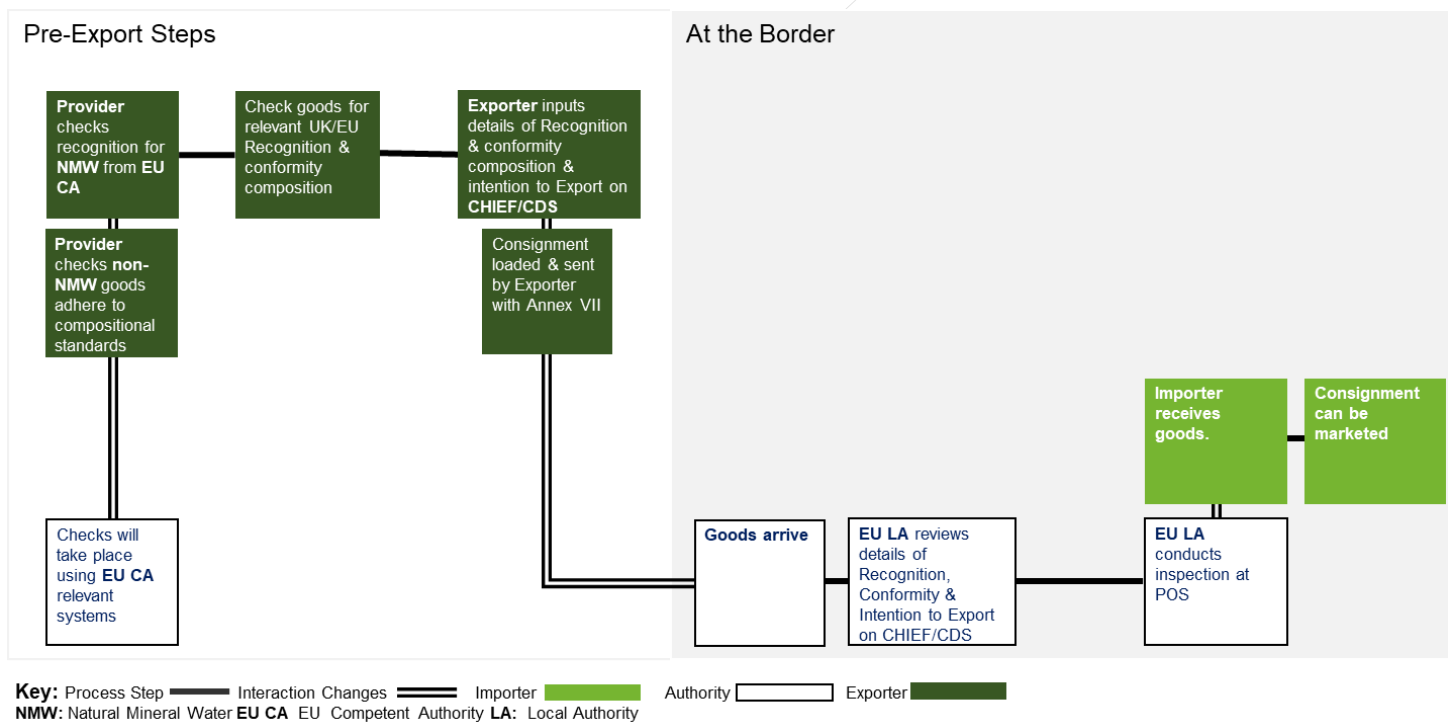 Pre-Export Steps
At the Border
Provider
checks
recognition for
NMW from EU
CA
Check goods for
relevant UK/EU
Recognition &
conformity
composition
Exporter inputs
details of Recognition
& conformity
composition &
intention to Export on
CHIEF/CDS
Provider
checks non-
NMW goods
adhere to
compositional
standards
Consignment
loaded & sent
by Exporter
with Annex VII
Importer
receives
goods.
Consignment
can be
marketed
Checks will
take place
using EU CA
relevant
systems
Goods arrive
EU LA reviews
details of
Recognition,
Conformity &
Intention to Export
on CHIEF/CDS
EU LA
conducts
inspection at
POS
Key: Process Step Interaction Changes Importer Authority Exporter
NMW: Natural Mineral Water EU CA EU Competent Authority LA: Local Authority